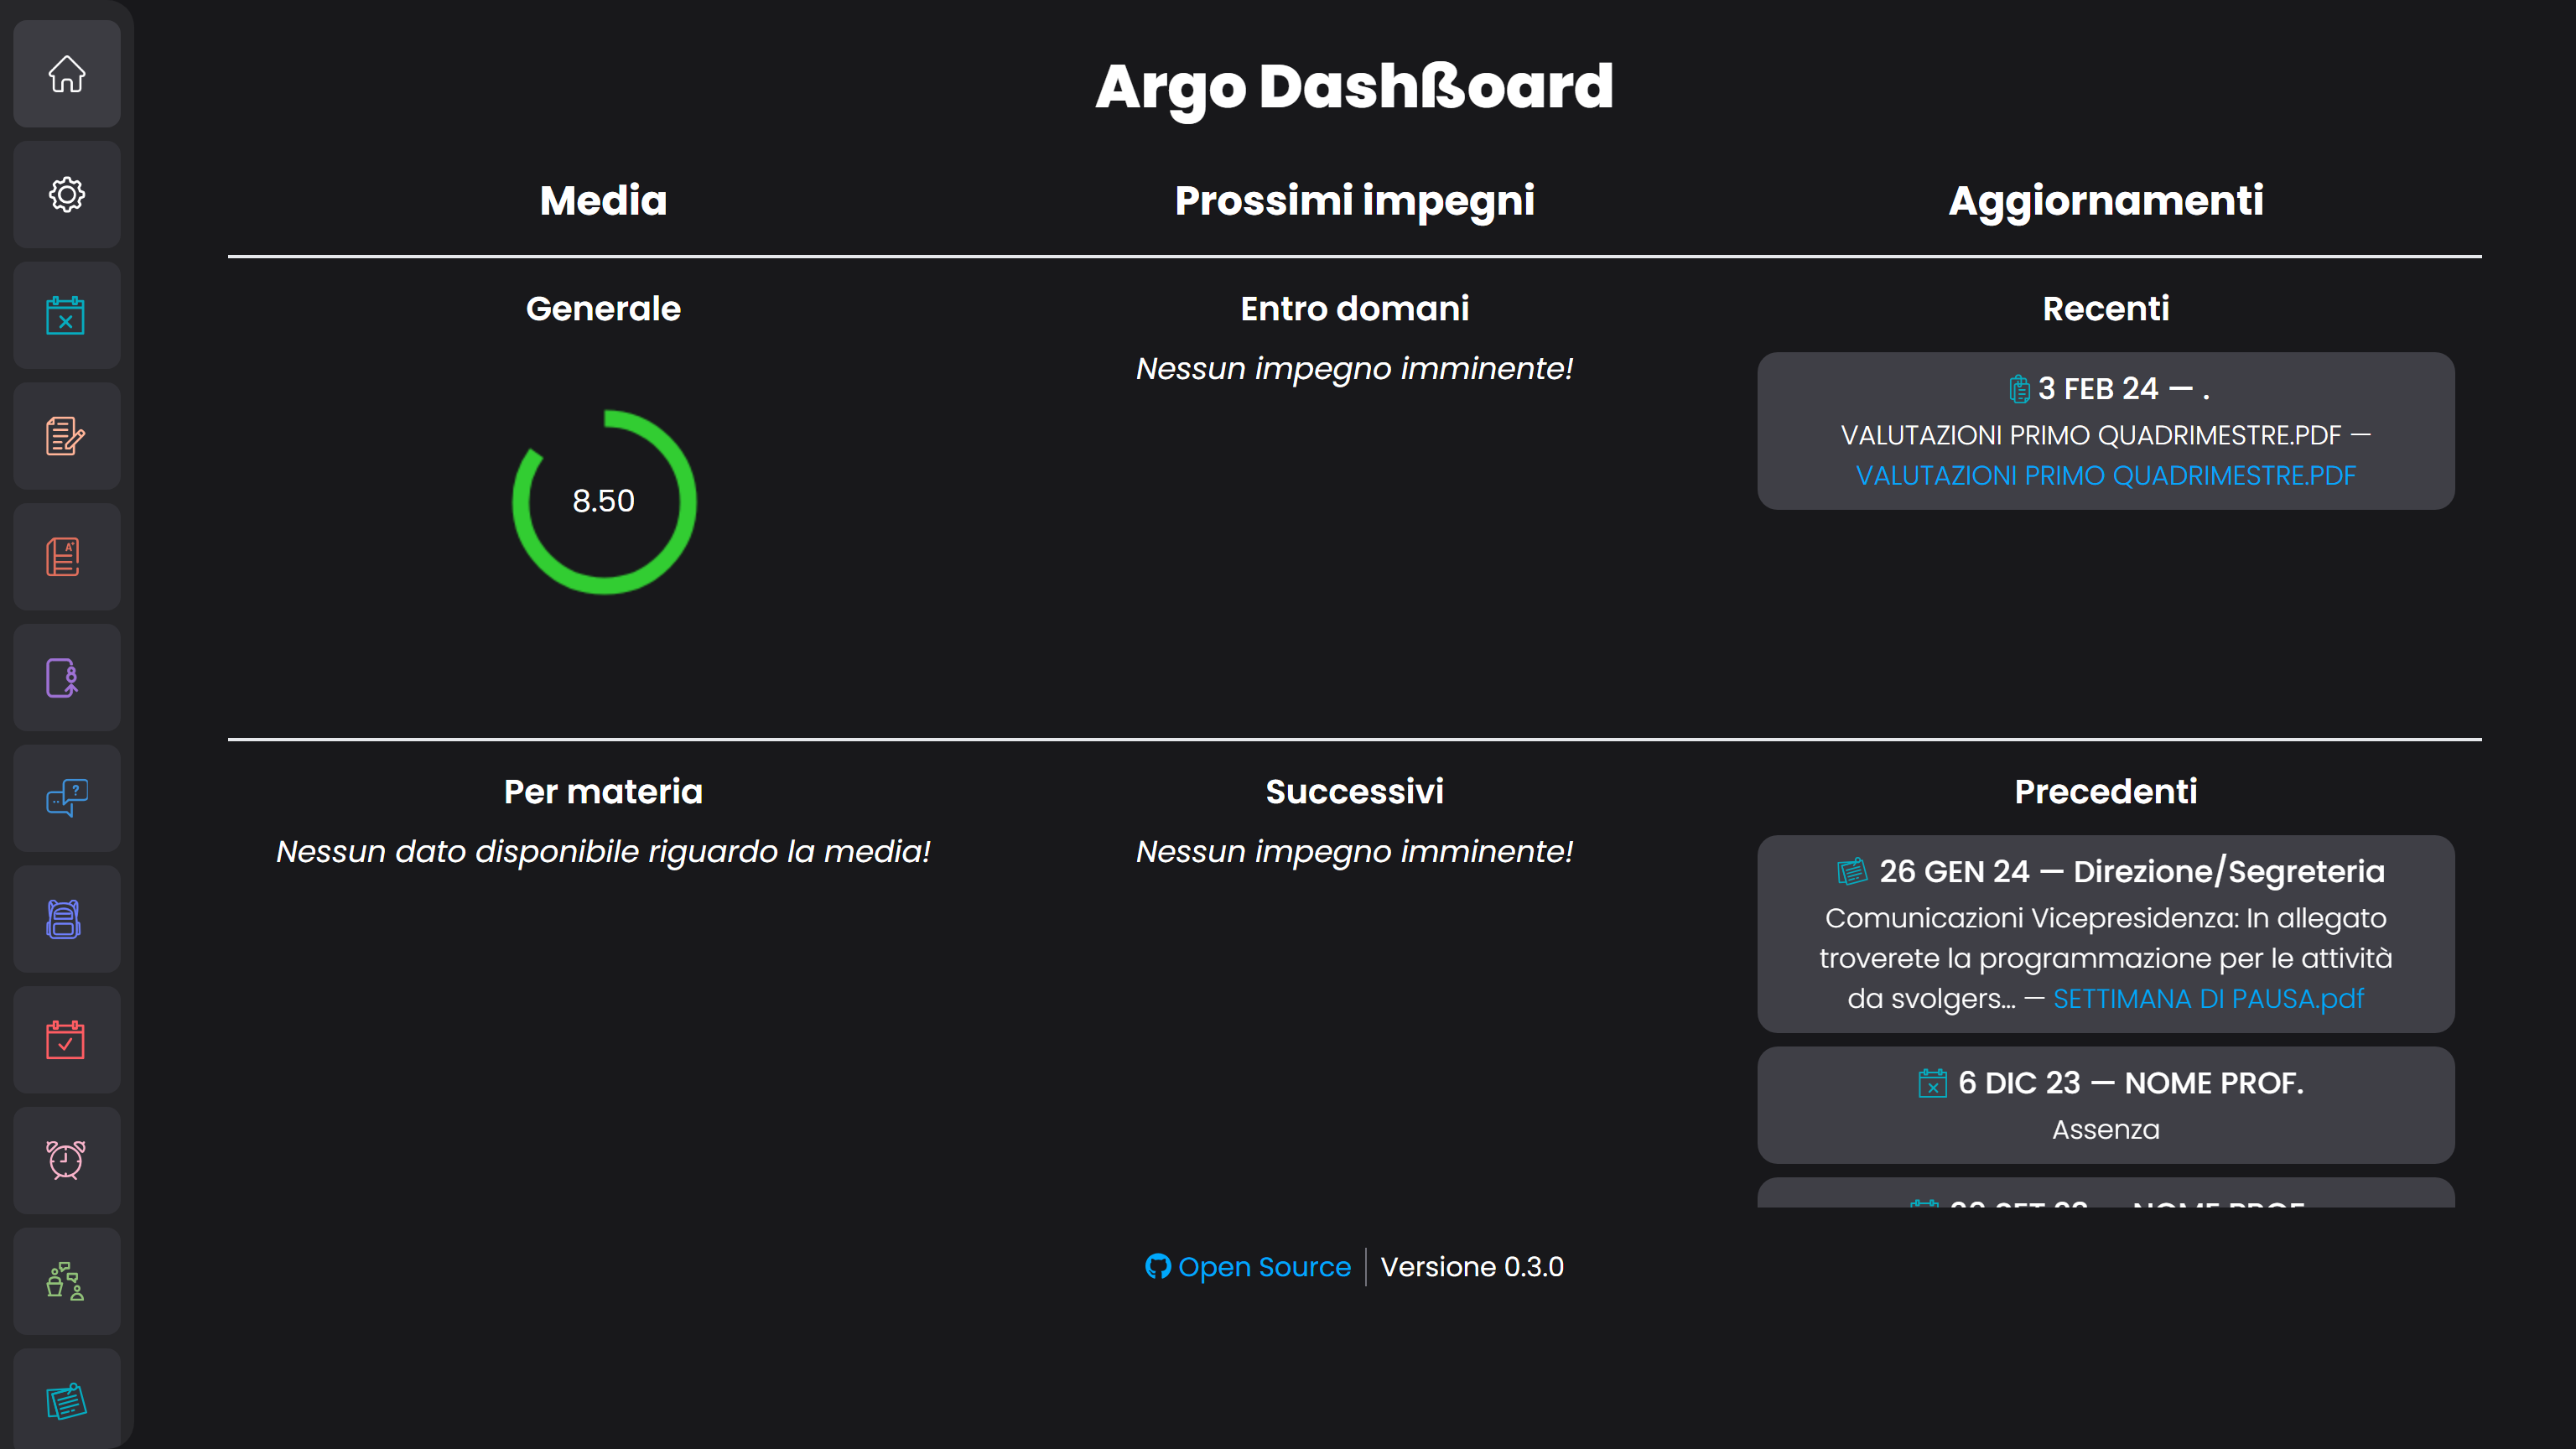 Argo Dashßoard
Media
Prossimi impegni
Aggiornamenti
Generale
8.50
Entro domani
Nessun impegno imminente!
Recenti
3 FEB 24 — .
VALUTAZIONI PRIMO QUADRIMESTRE.PDF —
VALUTAZIONI PRIMO QUADRIMESTRE.PDF
Per materia
Nessun dato disponibile riguardo la media!
Successivi
Nessun impegno imminente!
Precedenti
26 GEN 24 — Direzione/Segreteria
Comunicazioni Vicepresidenza: In allegato
troverete la programmazione per le attività
da svolgers... — SETTIMANA DI PAUSA.pdf
6 DIC 23 — NOME PROF.
Assenza
Open Source
Versione 0.3.0